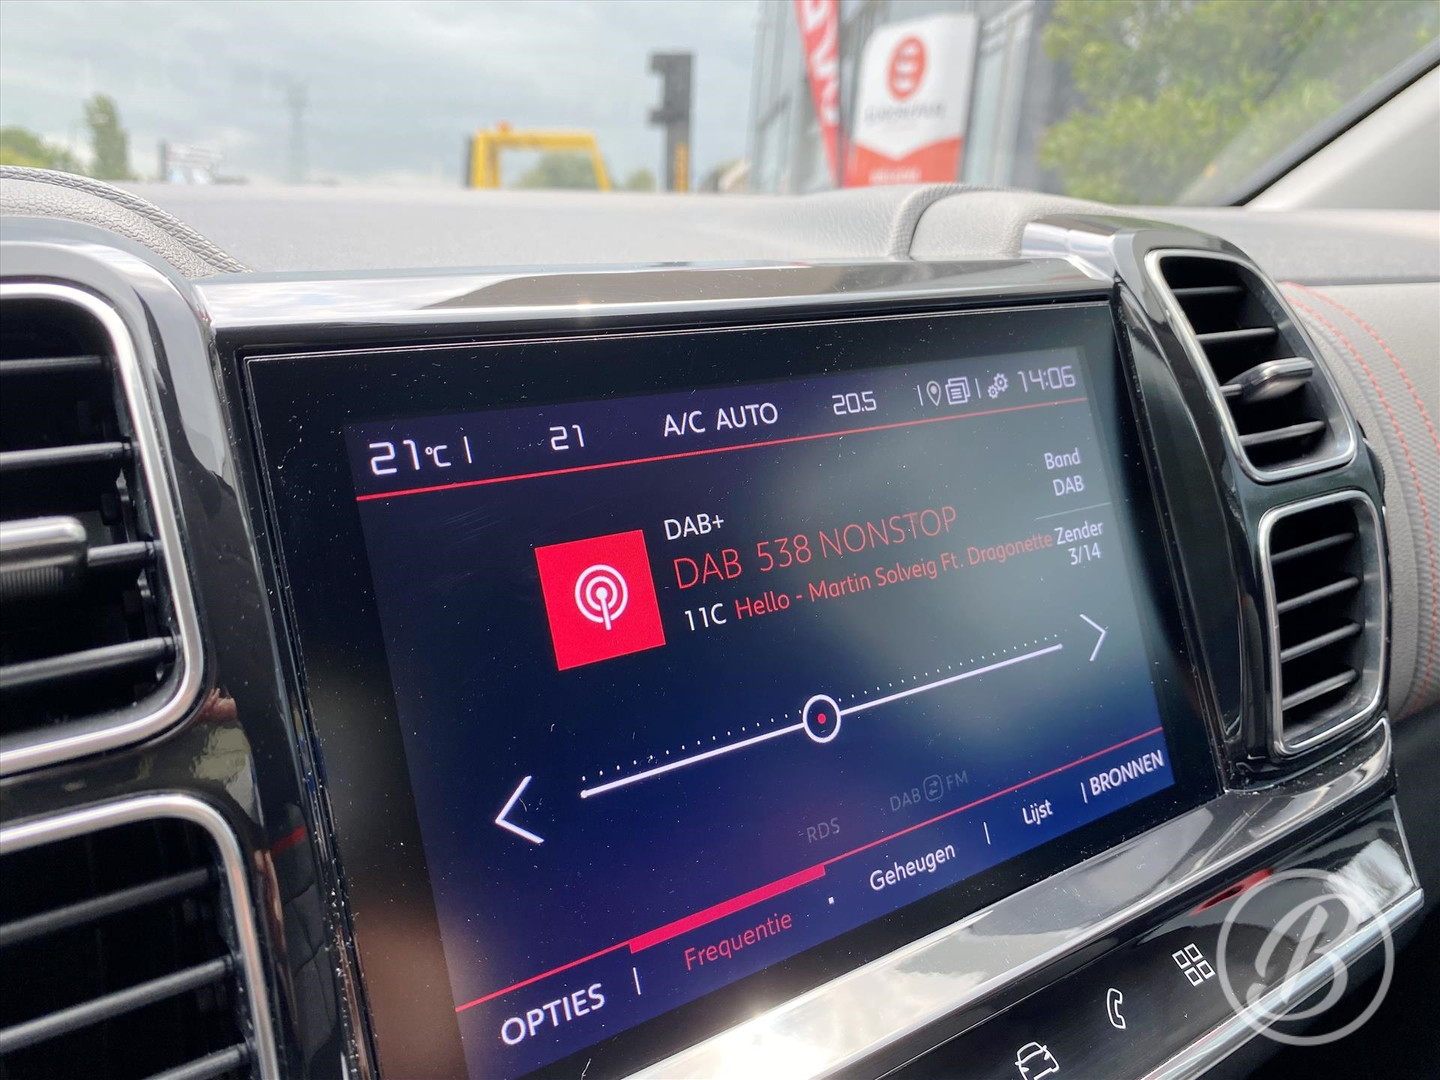 21°C
21
A/C AUTO
20.5
14:06
DAB+
DAB 538 NONSTOP
11C Hello - Martin Solveig Ft. Dragonette
Band
DAB
Zender
3/14
RDS
DAB FM
OPTIES
Frequentie
Geheugen
Lijst
BRONNEN
B